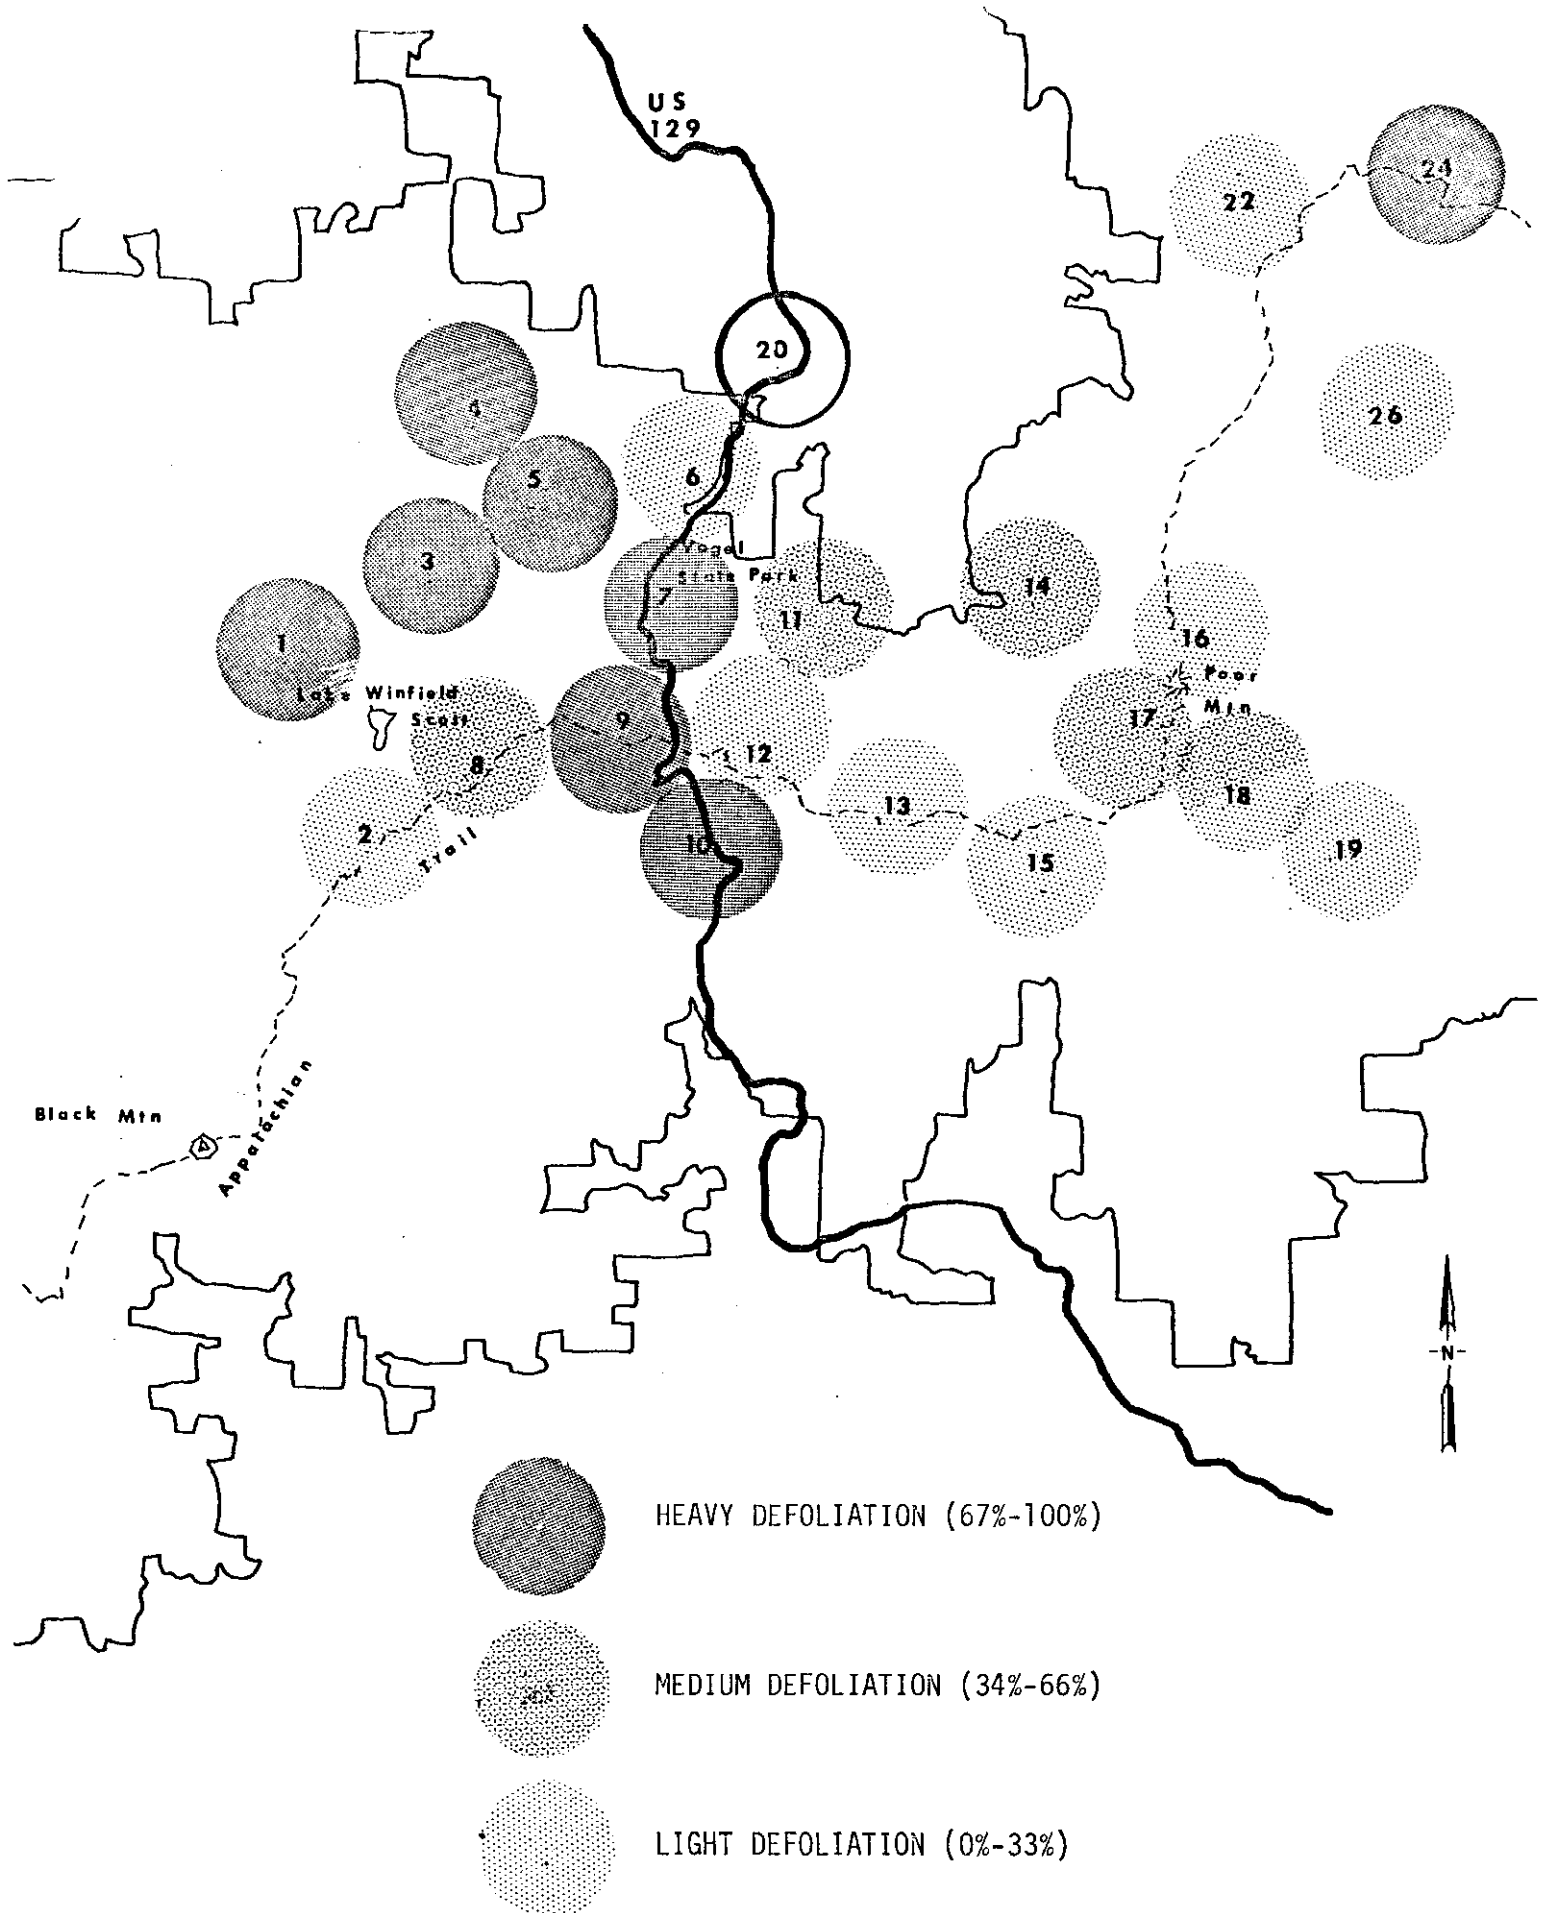 US
129
24
22
20
4
26
5
6
3
Vogel
State Park
7
14
11
1
16
Lake Winfield
Scott
Poor
Mtn
17
9
8
12
18
13
2
Trail
10
15
19
Black Mtn
Appalachian
N
HEAVY DEFOLIATION (67%-100%)
MEDIUM DEFOLIATION (34%-66%)
LIGHT DEFOLIATION (0%-33%)